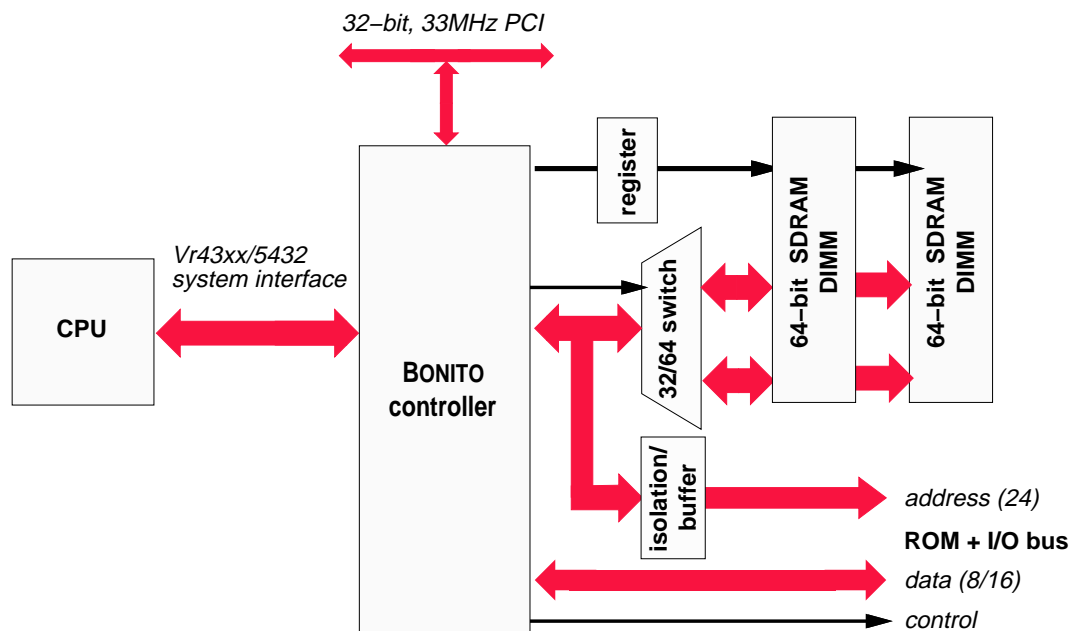 32–bit, 33MHz PCI
register
64–bit SDRAM
DIMM
64–bit SDRAM
DIMM
Vr43xx/5432
system interface
CPU
32/64 switch
BONITO
controller
isolation/
buffer
address (24)
ROM + I/O bus
data (8/16)
control